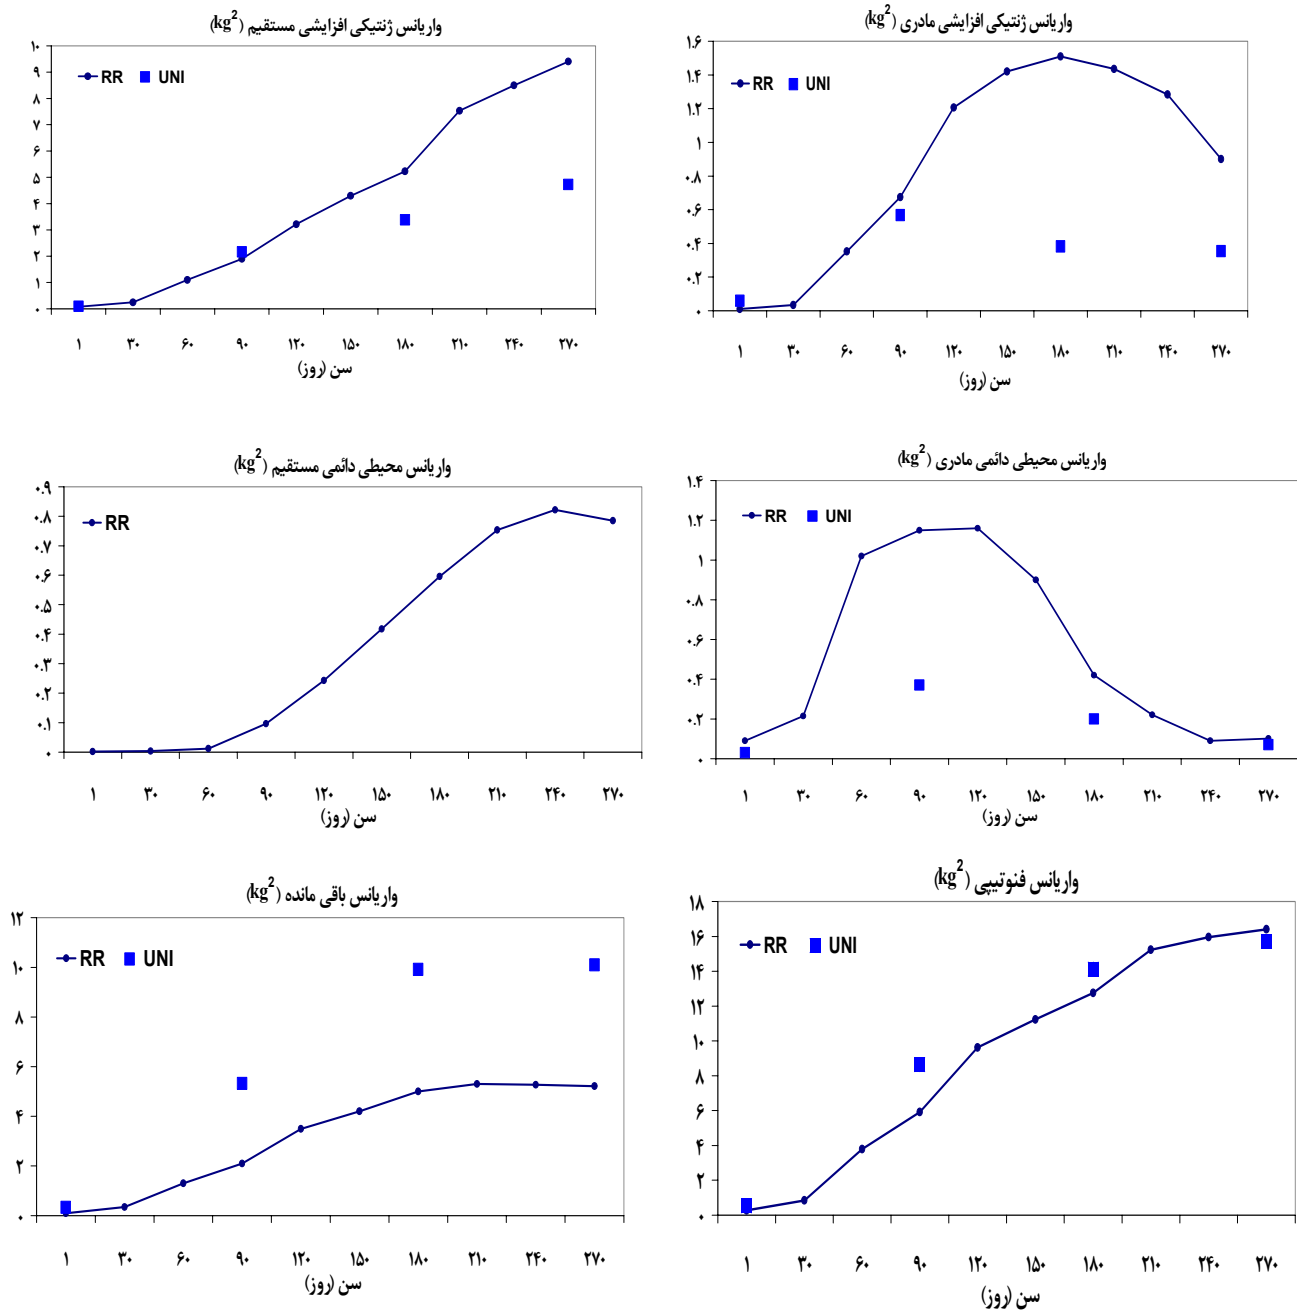 واریانس ژنتیکی افزایشی مستقیم (kg²)
RR UNI
۱۰
۹
۸
۷
۶
۵
۴
۳
۲
۱
۰
۱ ۳۰ ۶۰ ۹۰ ۱۲۰ ۱۵۰ ۱۸۰ ۲۱۰ ۲۴۰ ۲۷۰
سن (روز)
واریانس ژنتیکی افزایشی مادری (kg²)
RR UNI
۱.۶
۱.۴
۱.۲
۱
۰.۸
۰.۶
۰.۴
۰.۲
۰
۱ ۳۰ ۶۰ ۹۰ ۱۲۰ ۱۵۰ ۱۸۰ ۲۱۰ ۲۴۰ ۲۷۰
سن (روز)
واریانس محیطی دائمی مستقیم (kg²)
RR
۰.۹
۰.۸
۰.۷
۰.۶
۰.۵
۰.۴
۰.۳
۰.۲
۰.۱
۰
۱ ۳۰ ۶۰ ۹۰ ۱۲۰ ۱۵۰ ۱۸۰ ۲۱۰ ۲۴۰ ۲۷۰
سن (روز)
واریانس محیطی دائمی مادری (kg²)
RR UNI
۱.۴
۱.۲
۱
۰.۸
۰.۶
۰.۴
۰.۲
۰
۱ ۳۰ ۶۰ ۹۰ ۱۲۰ ۱۵۰ ۱۸۰ ۲۱۰ ۲۴۰ ۲۷۰
سن (روز)
واریانس باقی مانده (kg²)
RR UNI
۱۲
۱۰
۸
۶
۴
۲
۰
۱ ۳۰ ۶۰ ۹۰ ۱۲۰ ۱۵۰ ۱۸۰ ۲۱۰ ۲۴۰ ۲۷۰
سن (روز)
واریانس فنوتیپی (kg²)
RR UNI
۱۸
۱۶
۱۴
۱۲
۱۰
۸
۶
۴
۲
۰
۱ ۳۰ ۶۰ ۹۰ ۱۲۰ ۱۵۰ ۱۸۰ ۲۱۰ ۲۴۰ ۲۷۰
سن (روز)